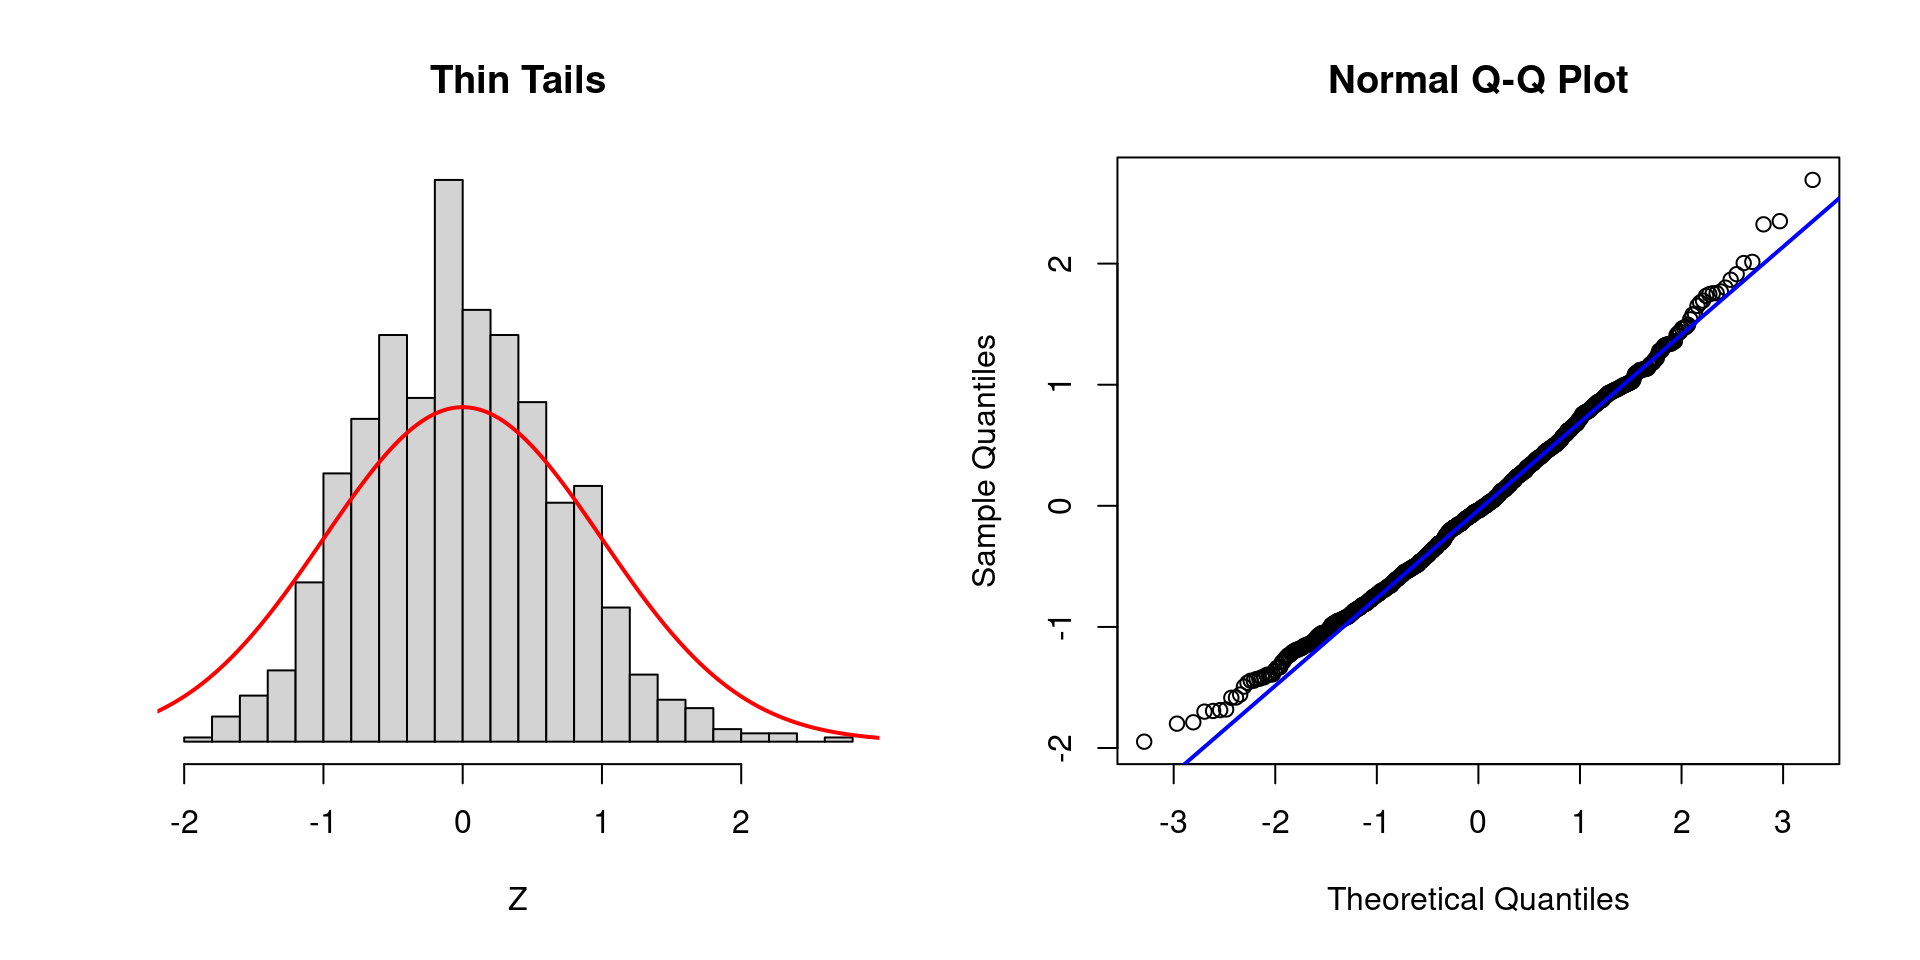 Thin Tails
-2 -1 0 1 2
Z
Normal Q-Q Plot
Sample Quantiles
2
1
0
-1
-2
-3 -2 -1 0 1 2 3
Theoretical Quantiles